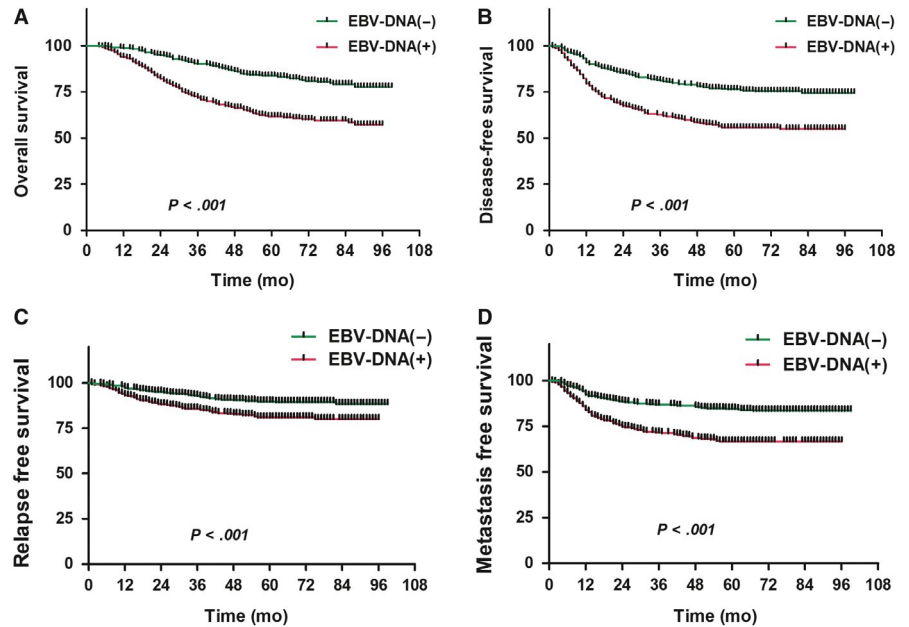 A
EBV-DNA(−)
EBV-DNA(+)
Overall survival
100
75
50
25
0
P < .001
0 12 24 36 48 60 72 84 96 108
Time (mo)
B
EBV-DNA(−)
EBV-DNA(+)
Disease-free survival
100
75
50
25
0
P < .001
0 12 24 36 48 60 72 84 96 108
Time (mo)
C
EBV-DNA(−)
EBV-DNA(+)
Relapse free survival
100
75
50
25
0
P < .001
0 12 24 36 48 60 72 84 96 108
Time (mo)
D
EBV-DNA(−)
EBV-DNA(+)
Metastasis free survival
100
75
50
25
0
P < .001
0 12 24 36 48 60 72 84 96 108
Time (mo)